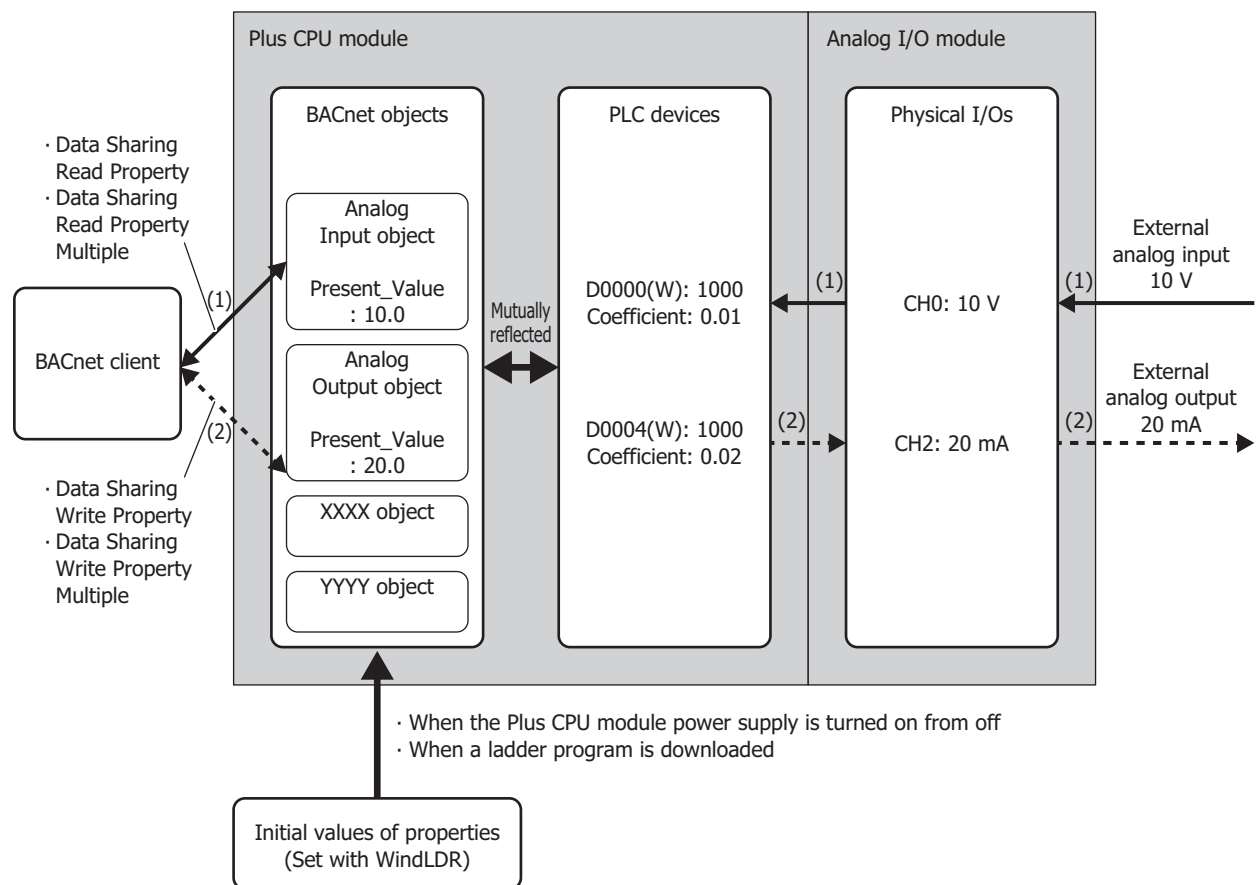 Plus CPU module
Analog I/O module
BACnet objects
PLC devices
Physical I/Os
· Data Sharing
Read Property
· Data Sharing
Read Property
Multiple
(1)
BACnet client
(2)
· Data Sharing
Write Property
· Data Sharing
Write Property
Multiple
Analog
Input object
Present_Value
: 10.0
Analog
Output object
Present_Value
: 20.0
XXXX object
YYYY object
Mutually
reflected
D0000(W): 1000
Coefficient: 0.01
D0004(W): 1000
Coefficient: 0.02
(1)
(2)
CH0: 10 V
CH2: 20 mA
External
analog input
10 V
(1)
External
analog output
20 mA
(2)
· When the Plus CPU module power supply is turned on from off
· When a ladder program is downloaded
Initial values of properties
(Set with WindLDR)